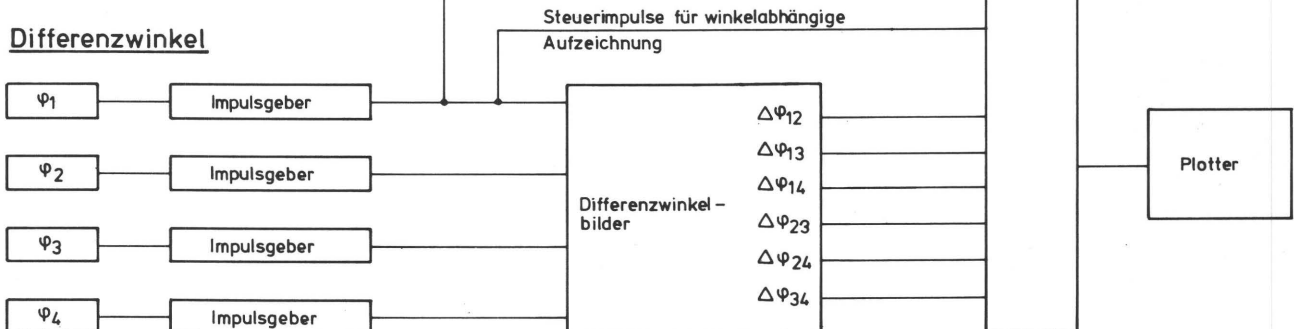 Steuerimpulse für winkelabhängige
Aufzeichnung
Differenzwinkel
φ1 Impulsgeber
φ2 Impulsgeber
φ3 Impulsgeber
φ4 Impulsgeber
Differenzwinkel –
bilder
Δφ12
Δφ13
Δφ14
Δφ23
Δφ24
Δφ34
Plotter